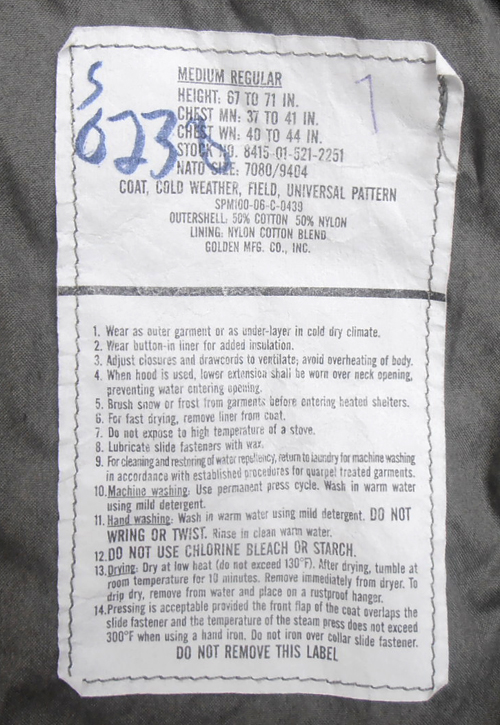 S
6236
7
MEDIUM REGULAR
HEIGHT: 67 TO 71 IN.
CHEST MN: 37 TO 41 IN.
CHEST WN: 40 TO 44 IN.
STOCK NO. 8415-01-521-2251
NATO SIZE: 7080/9404
COAT, COLD WEATHER, FIELD, UNIVERSAL PATTERN
SPM100-06-C-0439
OUTERSHELL: 50% COTTON 50% NYLON
LINING: NYLON COTTON BLEND
GOLDEN MFG. CO., INC.
1. Wear as outer garment or as under-layer in cold dry climate.
2. Wear button-in liner for added insulation.
3. Adjust closures and drawcords to ventilate; avoid overheating of body.
4. When hood is used, lower extension shall be worn over neck opening,
preventing water entering opening.
5. Brush snow or frost from garments before entering heated shelters.
6. For fast drying, remove liner from coat.
7. Do not expose to high temperature of a stove.
8. Lubricate slide fasteners with wax.
9. For cleaning and restoring of water repellency, return to laundry for machine washing
in accordance with established procedures for quarpel treated garments.
10. Machine washing: Use permanent press cycle. Wash in warm water
using mild detergent.
11. Hand washing: Wash in warm water using mild detergent. DO NOT
WRING OR TWIST. Rinse in clean warm water.
12. DO NOT USE CHLORINE BLEACH OR STARCH.
13. Drying: Dry at low heat (do not exceed 130°F). After drying, tumble at
room temperature for 10 minutes. Remove immediately from dryer. To
drip dry, remove from water and place on a rustproof hanger.
14. Pressing is acceptable provided the front flap of the coat overlaps the
slide fastener and the temperature of the steam press does not exceed
300°F when using a hand iron. Do not iron over collar slide fastener.
DO NOT REMOVE THIS LABEL